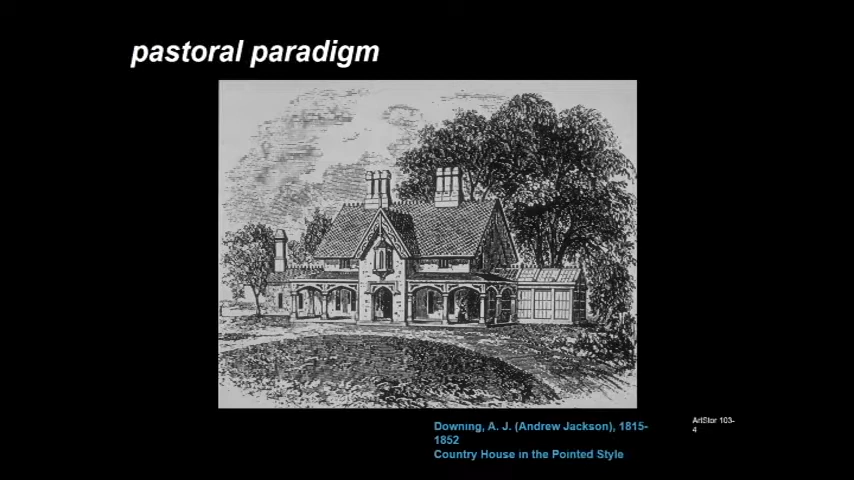 pastoral paradigm
Downing, A. J. (Andrew Jackson), 1815-
1852
Country House in the Pointed Style
ArtStor 103-
4